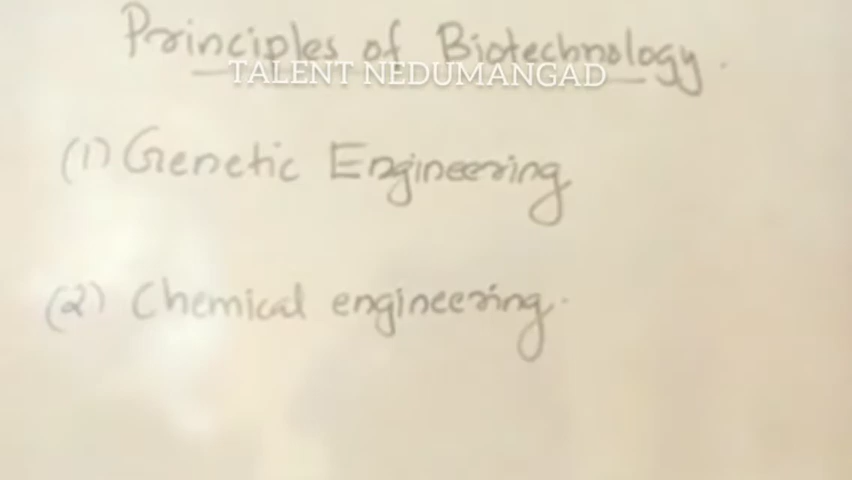 Principles of Biotechnology.
TALENT NEDUMANGAD
(1) Genetic Engineering
(2) Chemical engineering.